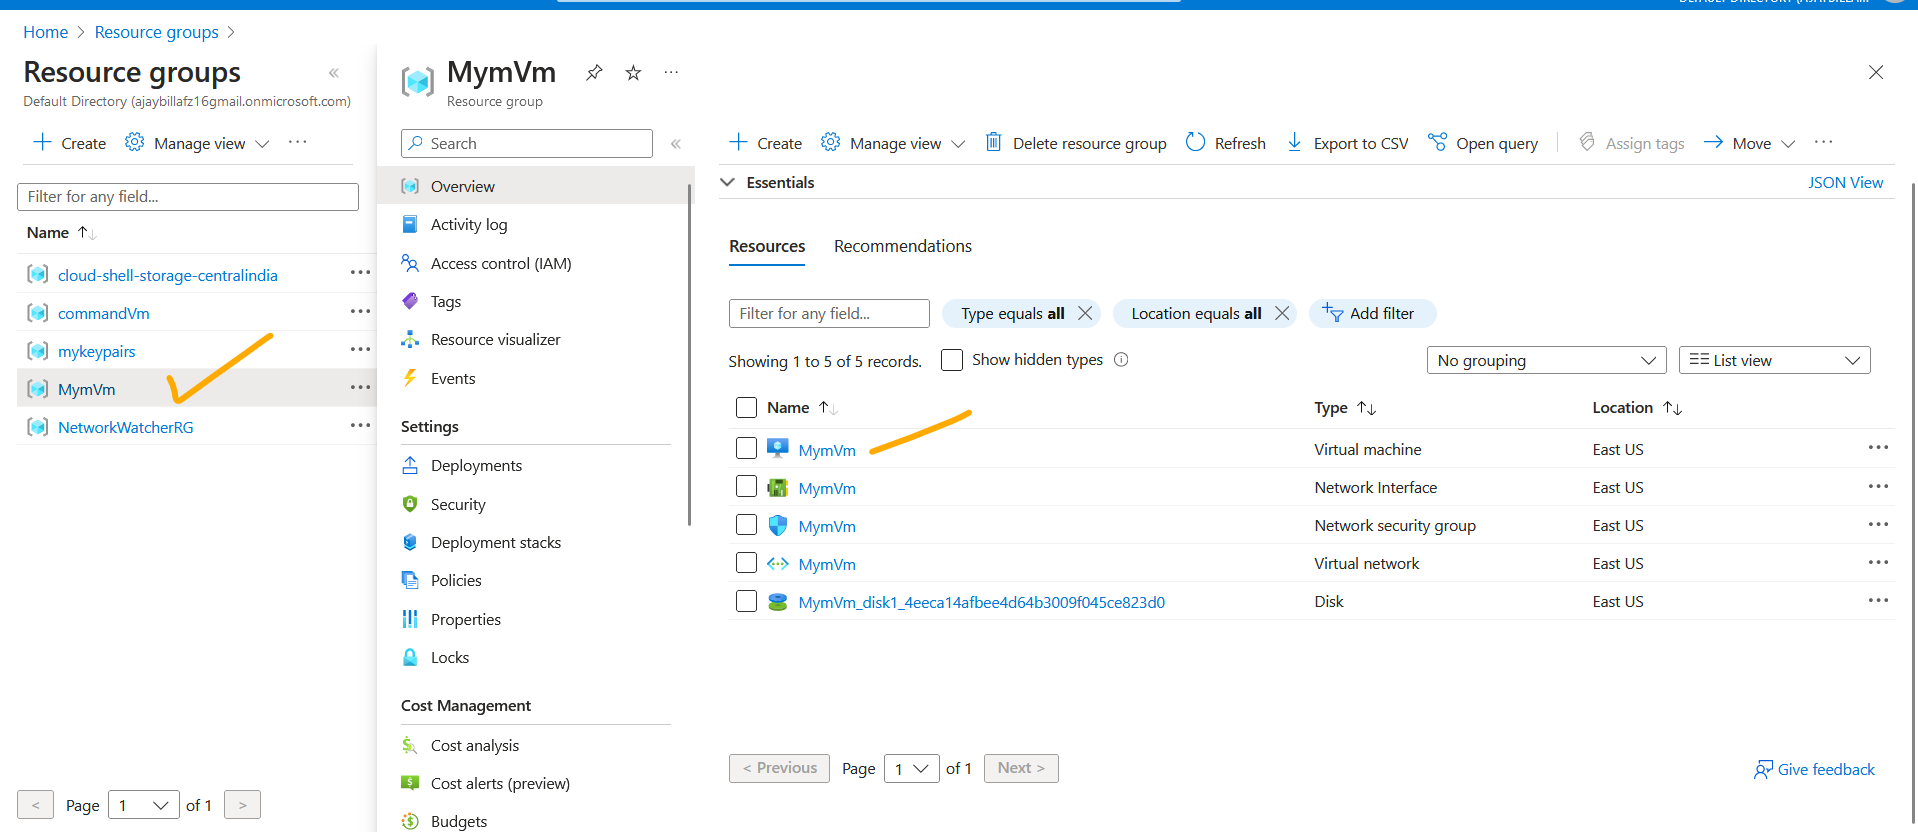 Home > Resource groups >
Resource groups
Default Directory (ajaybillafz16gmail.onmicrosoft.com)
Create Manage view ...
Filter for any field...
Name
cloud-shell-storage-centralindia
commandVm
mykeypairs
MymVm
NetworkWatcherRG
< Page 1 of 1 >
MymVm
Resource group
Search
Overview
Activity log
Access control (IAM)
Tags
Resource visualizer
Events
Settings
Deployments
Security
Deployment stacks
Policies
Properties
Locks
Cost Management
Cost analysis
Cost alerts (preview)
Budgets
Create Manage view Delete resource group Refresh Export to CSV Open query Assign tags Move ...
Essentials JSON View
Resources Recommendations
Filter for any field... Type equals all Location equals all Add filter
Showing 1 to 5 of 5 records. Show hidden types No grouping List view
Name Type Location
MymVm Virtual machine East US
MymVm Network Interface East US
MymVm Network security group East US
MymVm Virtual network East US
MymVm_disk1_4eeca14afbee4d64b3009f045ce823d0 Disk East US
< Previous Page 1 of 1 Next > Give feedback